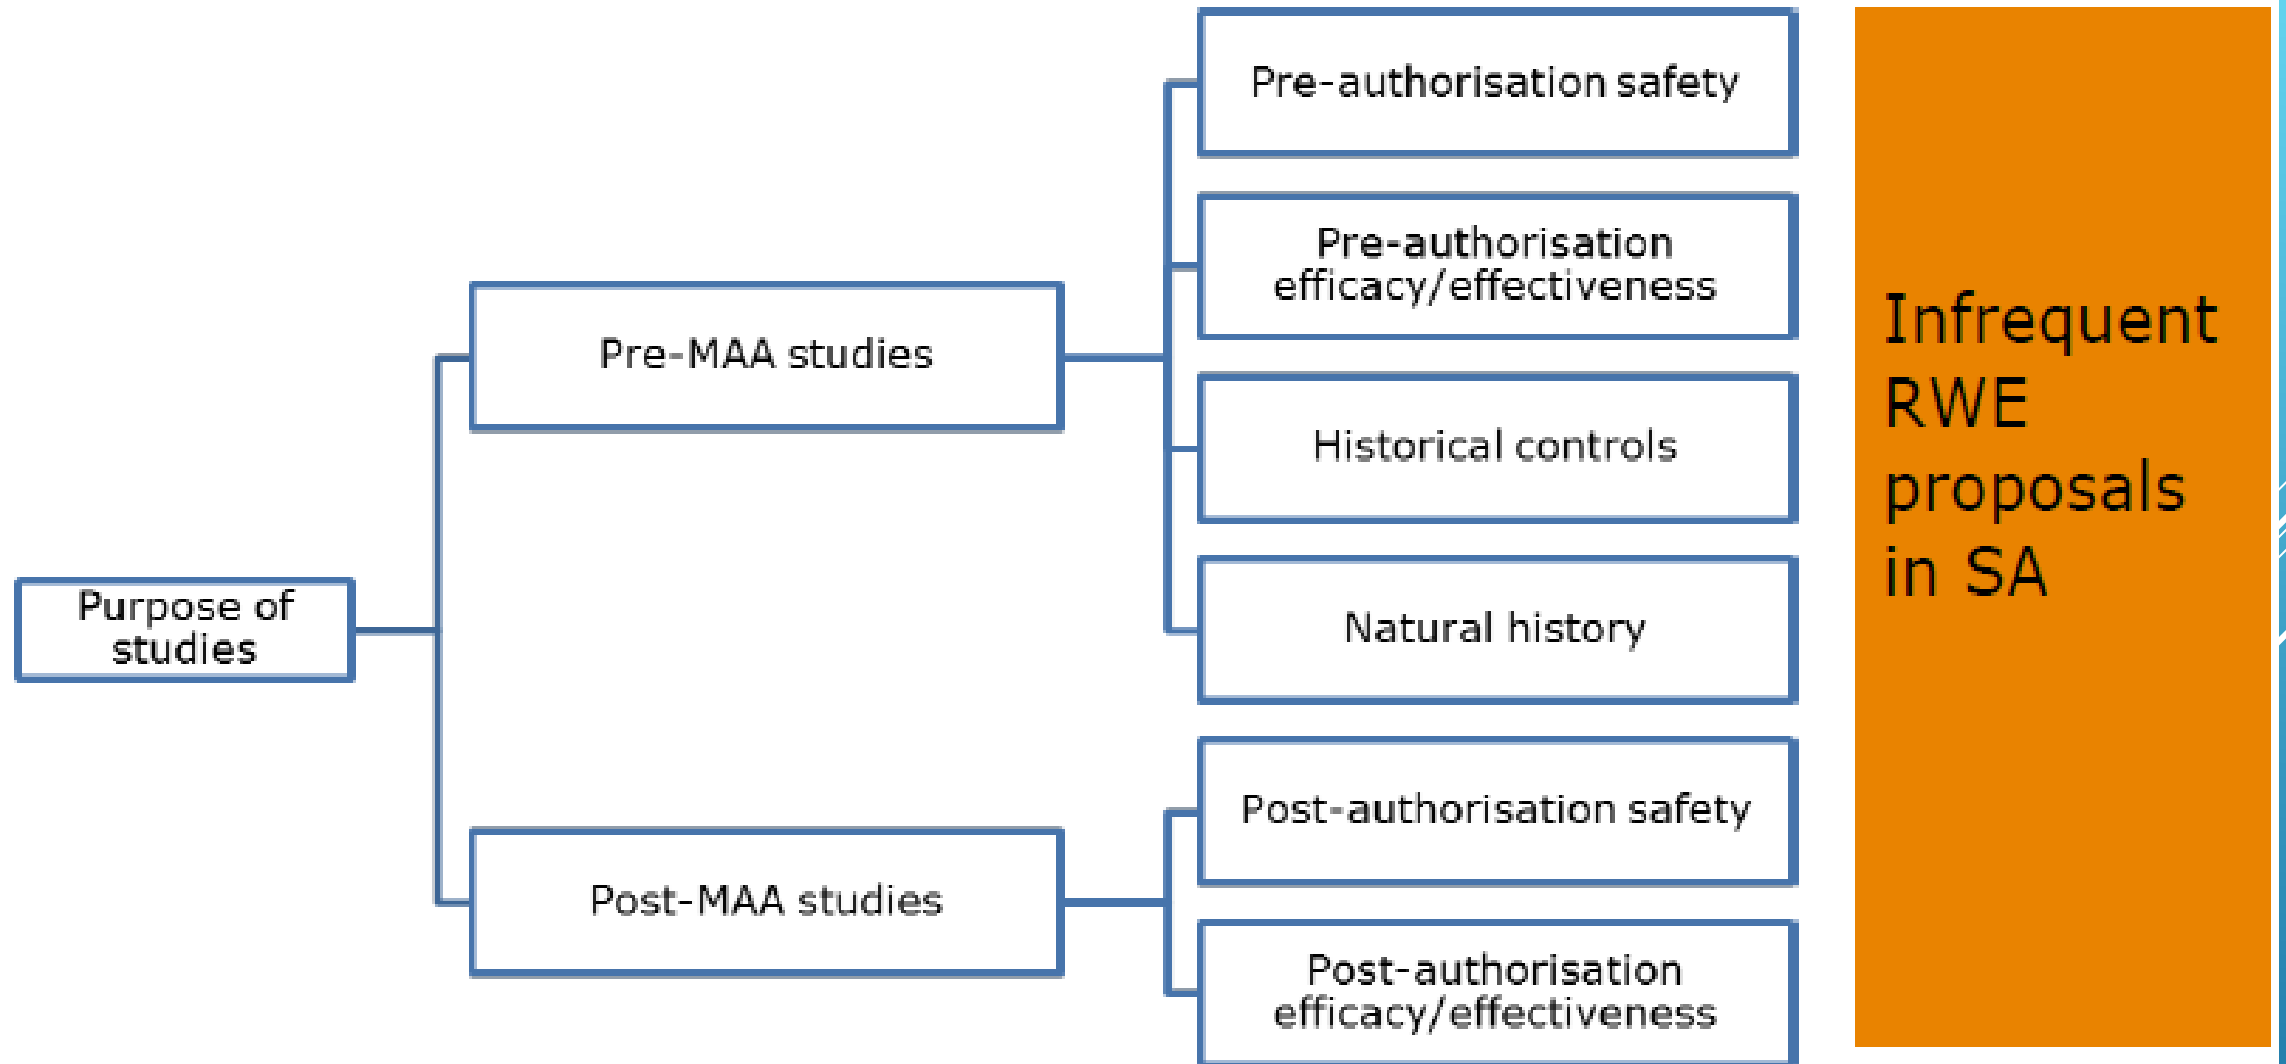 Pre-authorisation safety
Pre-authorisation
efficacy/effectiveness
Pre-MAA studies
Historical controls
Natural history
Purpose of
studies
Post-authorisation safety
Post-MAA studies
Post-authorisation
efficacy/effectiveness
Infrequent
RWE
proposals
in SA